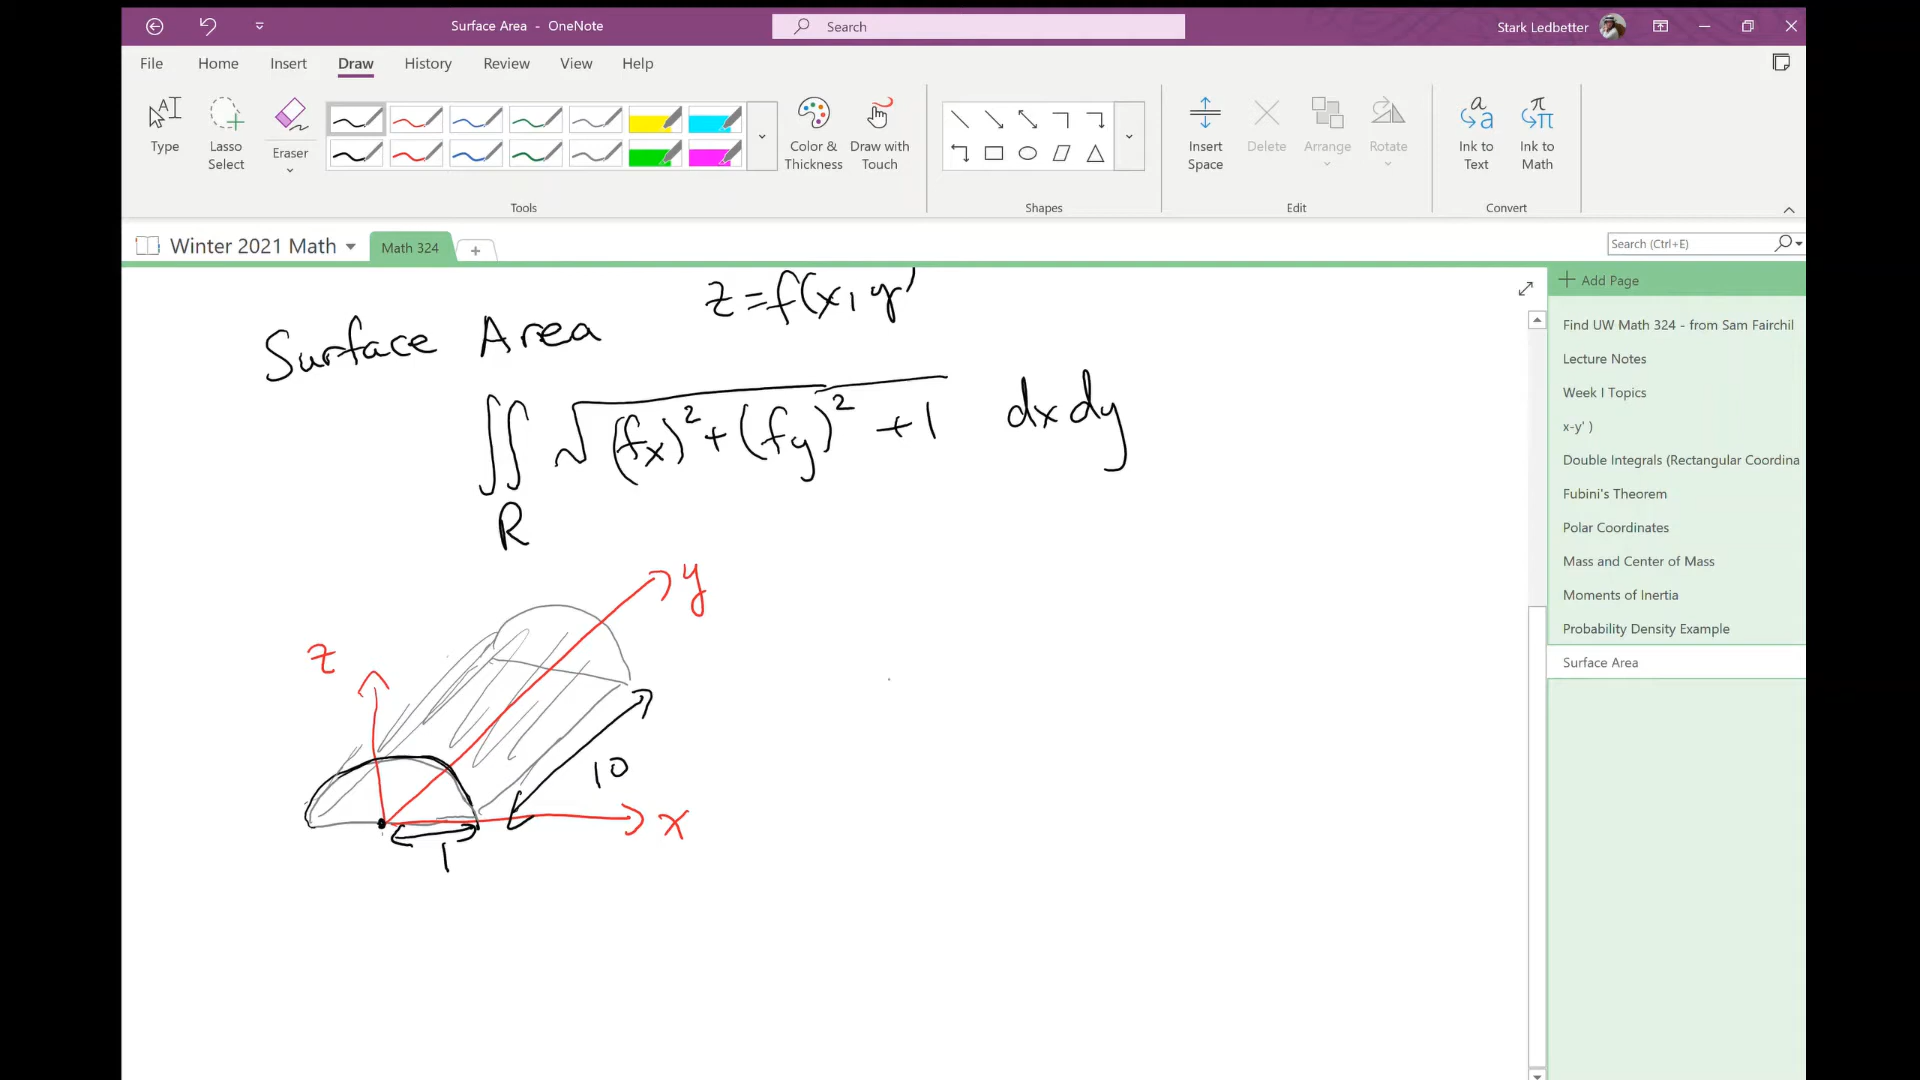 Surface Area - OneNote
Search
Stark Ledbetter
File Home Insert Draw History Review View Help
Type
Lasso Select
Eraser
Color & Thickness
Draw with Touch
Insert Space
Delete
Arrange
Rotate
Ink to Text
Ink to Math
Tools
Shapes
Edit
Convert
Winter 2021 Math
Math 324
Search (Ctrl+E)
Add Page
Find UW Math 324 - from Sam Fairchil
Lecture Notes
Week I Topics
x-y' )
Double Integrals (Rectangular Coordina
Fubini's Theorem
Polar Coordinates
Mass and Center of Mass
Moments of Inertia
Probability Density Example
Surface Area
z=f(x,y)
Surface Area
∬ √((fx)²+(fy)²+1) dxdy
R
y
z
10
x
1